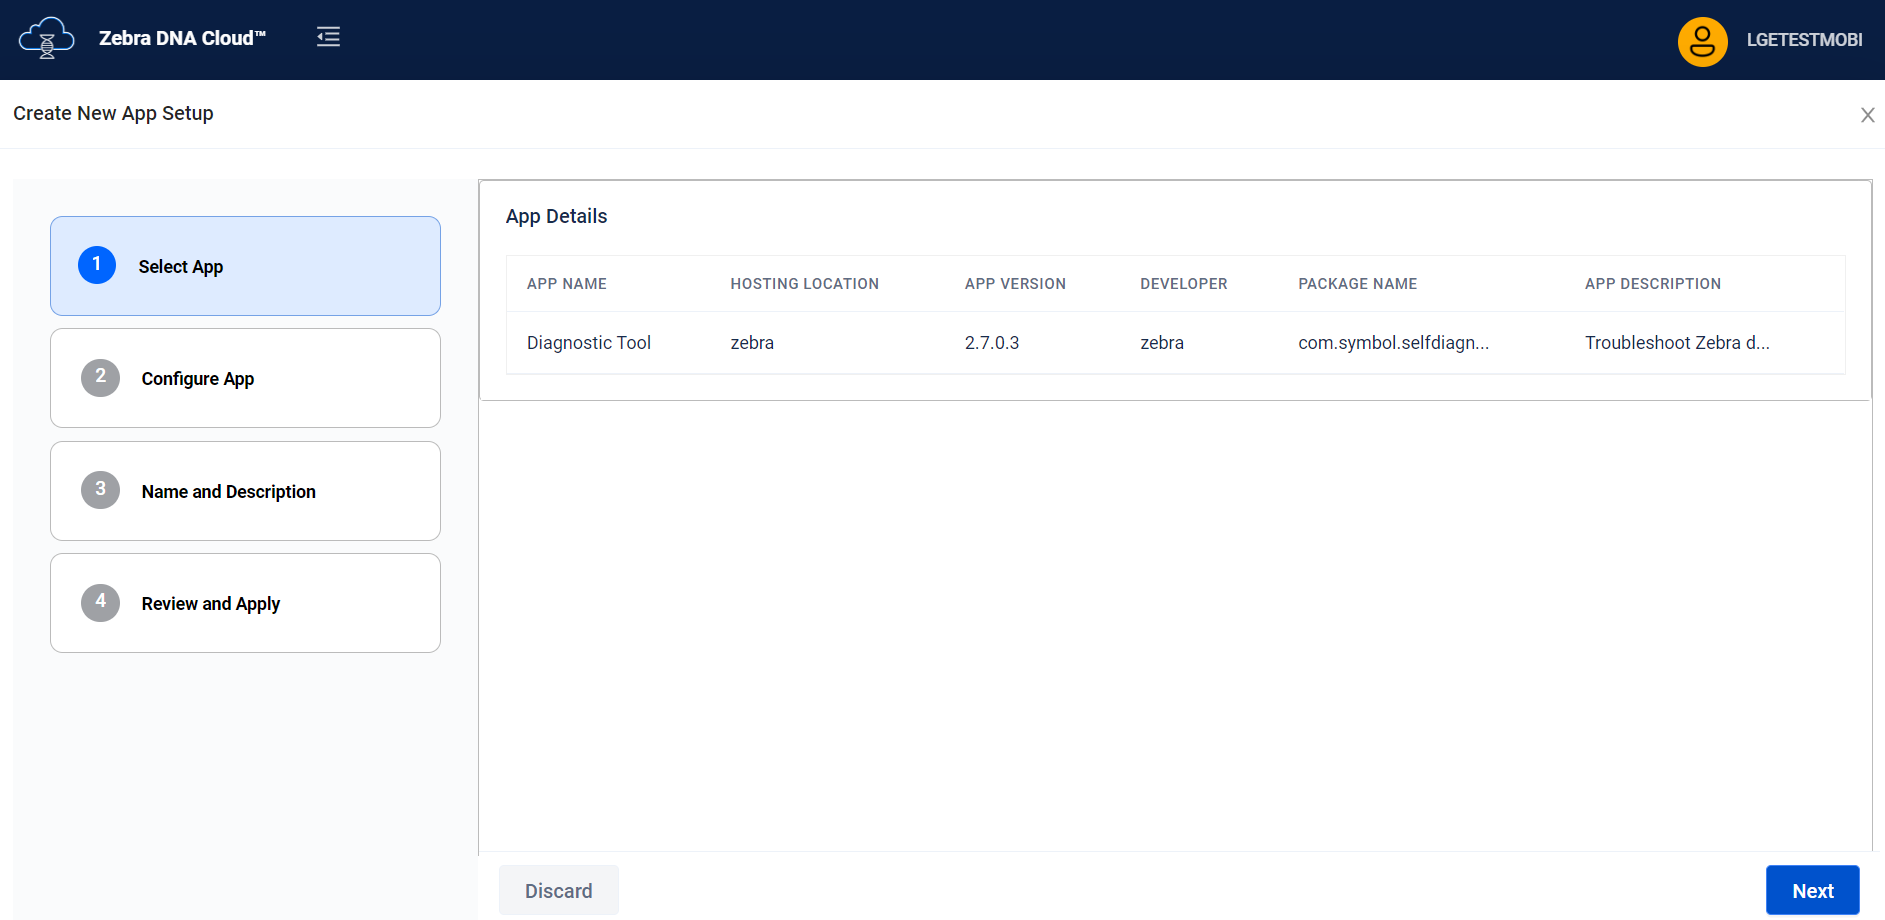 Zebra DNA Cloud™
LGETESTMOBI
Create New App Setup
1 Select App
2 Configure App
3 Name and Description
4 Review and Apply
App Details
APP NAME HOSTING LOCATION APP VERSION DEVELOPER PACKAGE NAME APP DESCRIPTION
Diagnostic Tool zebra 2.7.0.3 zebra com.symbol.selfdiagn... Troubleshoot Zebra d...
Discard Next